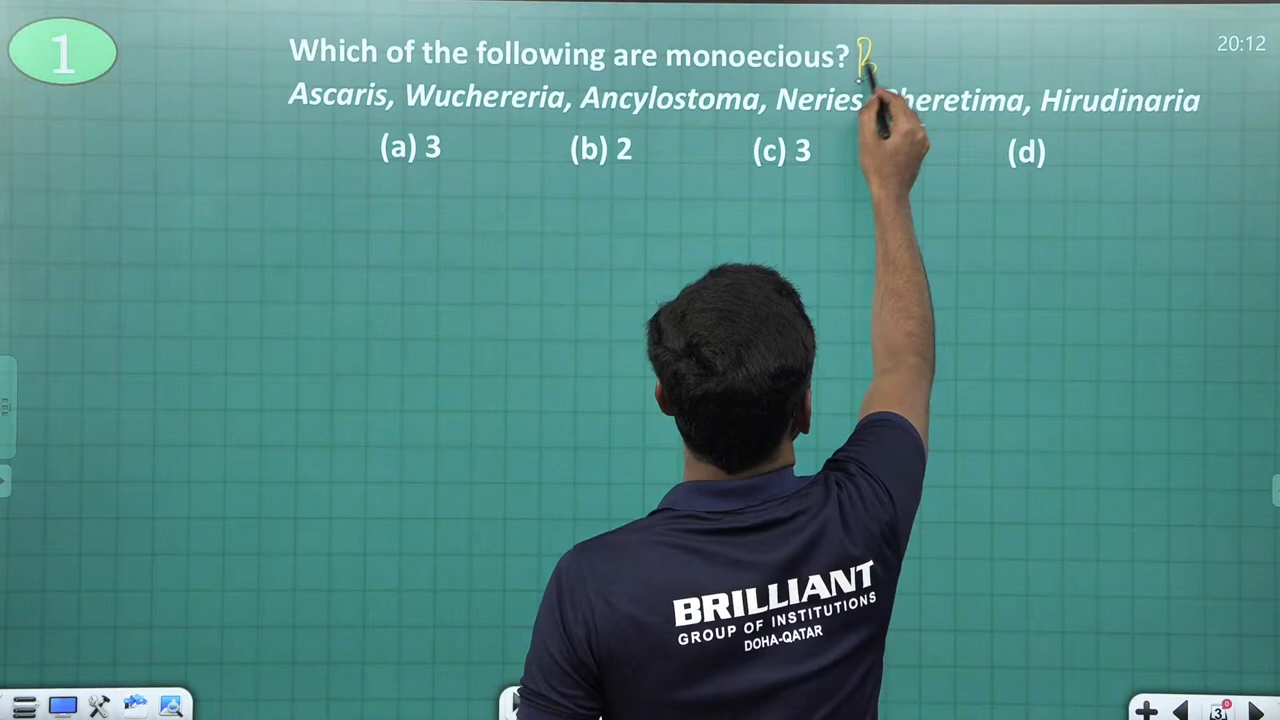 1
Which of the following are monoecious?
20:12
Ascaris, Wuchereria, Ancylostoma, Neries Pheretima, Hirudinaria
(a) 3 (b) 2 (c) 3 (d)
BRILLIANT
GROUP OF INSTITUTIONS
DOHA-QATAR